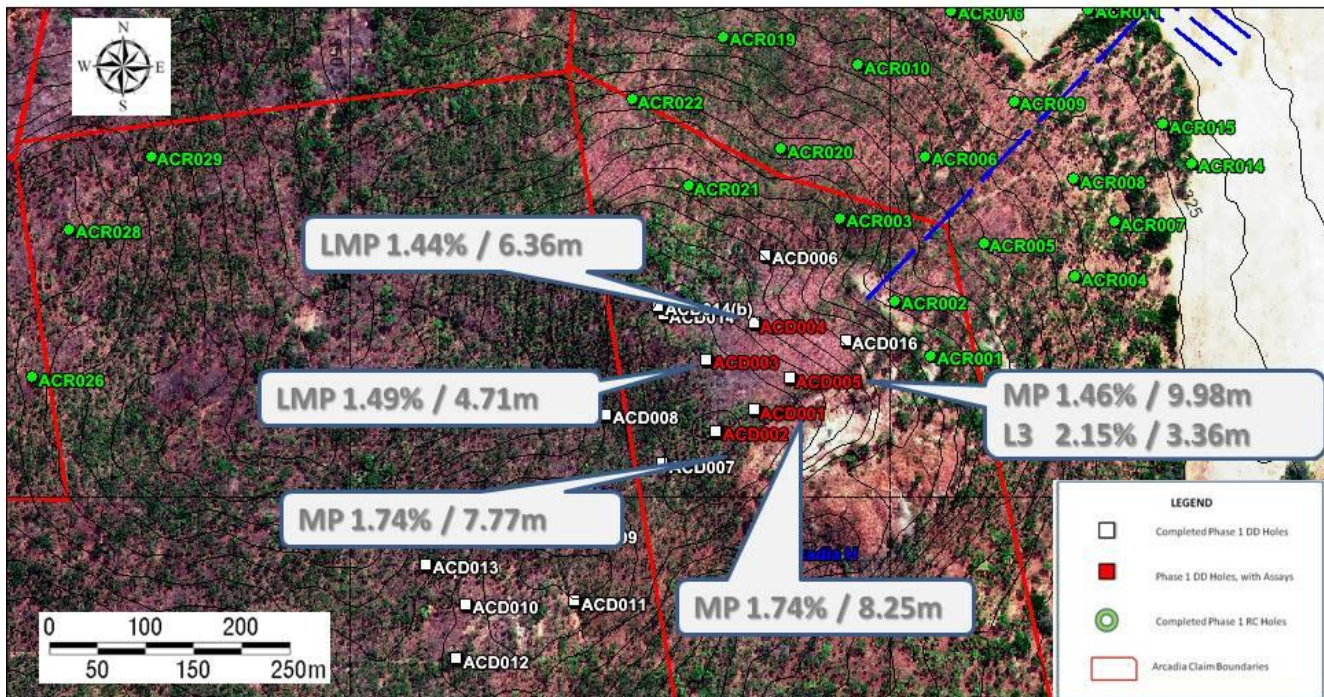 N
W E
S
ACR016
ACR011
ACR019
ACR010
ACR022
ACR009
ACR015
ACR029
ACR020
ACR006
ACR014
ACR021
ACR008
225
ACR028
ACR003
ACR007
ACR005
LMP 1.44% / 6.36m
ACD006
ACR004
ACR002
ACD014(b)
ACD014
ACD004
ACD016
ACR001
ACR026
ACD003
ACD005
LMP 1.49% / 4.71m
MP 1.46% / 9.98m
L3 2.15% / 3.36m
ACD008
ACD001
ACD002
ACD007
MP 1.74% / 7.77m
09
ACD013
MP 1.74% / 8.25m
ACD010
ACD011
ACD012
0 100 200
50 150 250m
LEGEND
Completed Phase 1 DD Holes
Phase 1 DD Holes, with Assays
Completed Phase 1 RC Holes
Arcadia Claim Boundaries